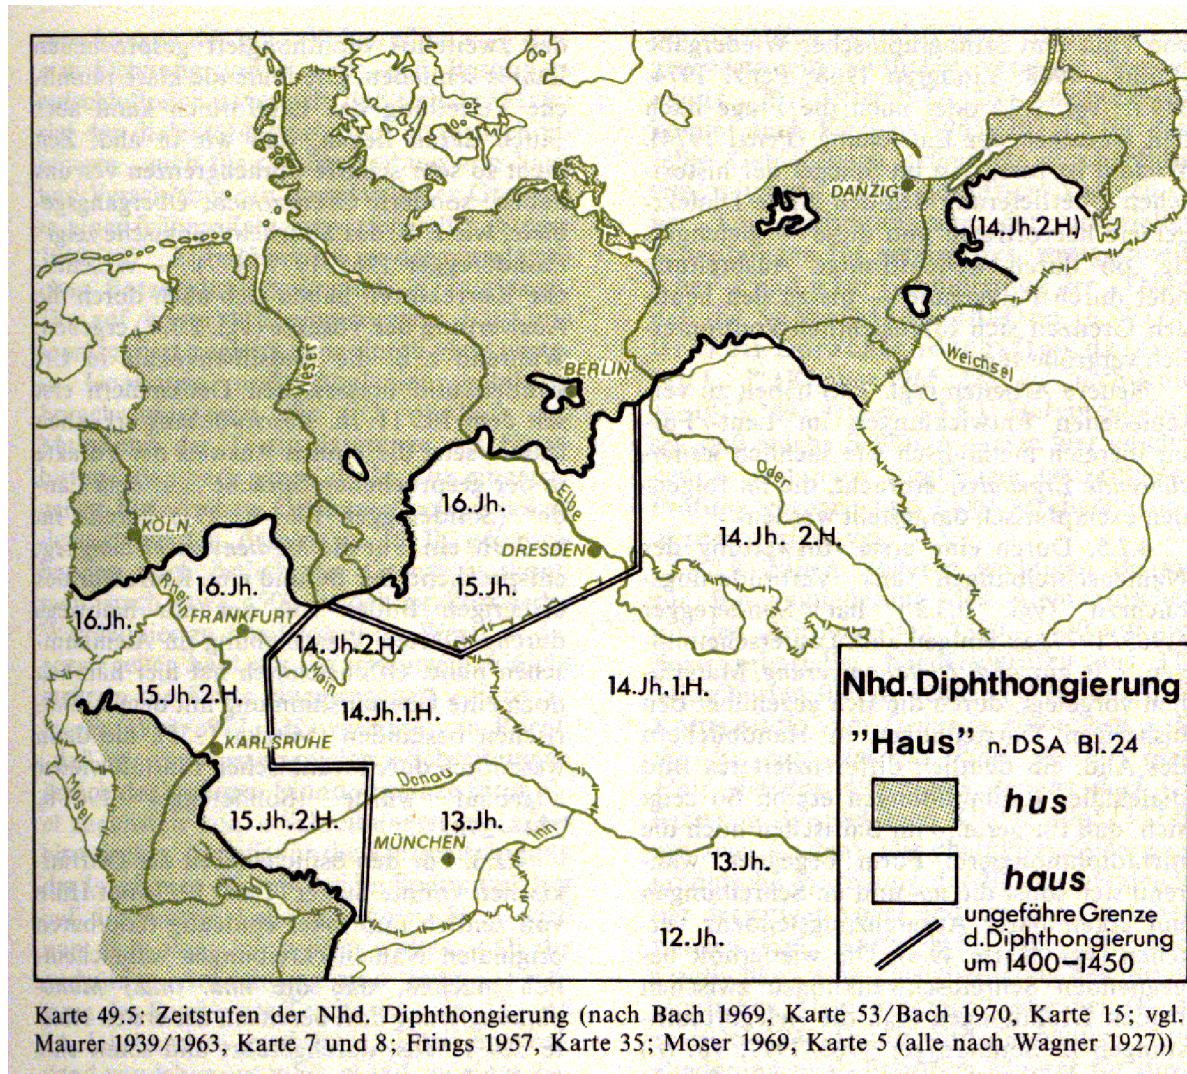 DANZIG
(14.Jh.2.H.)
Weichsel
Weser
BERLIN
16.Jh.
Elbe
Oder
KÖLN
14.Jh. 2.H.
DRESDEN
15.Jh.
16.Jh.
Rhein
FRANKFURT
16.Jh.
14.Jh.2.H.
Main
14.Jh.1.H.
14.Jh.1.H.
15.Jh.2.H.
KARLSRUHE
Mosel
Donau
15.Jh.2.H.
13.Jh.
Inn
MÜNCHEN
13.Jh.
12.Jh.
Nhd.Diphthongierung
"Haus" n.DSA Bl.24
hus
haus
ungefähre Grenze
d.Diphthongierung
um 1400–1450
Karte 49.5: Zeitstufen der Nhd. Diphthongierung (nach Bach 1969, Karte 53/Bach 1970, Karte 15; vgl.
Maurer 1939/1963, Karte 7 und 8; Frings 1957, Karte 35; Moser 1969, Karte 5 (alle nach Wagner 1927))